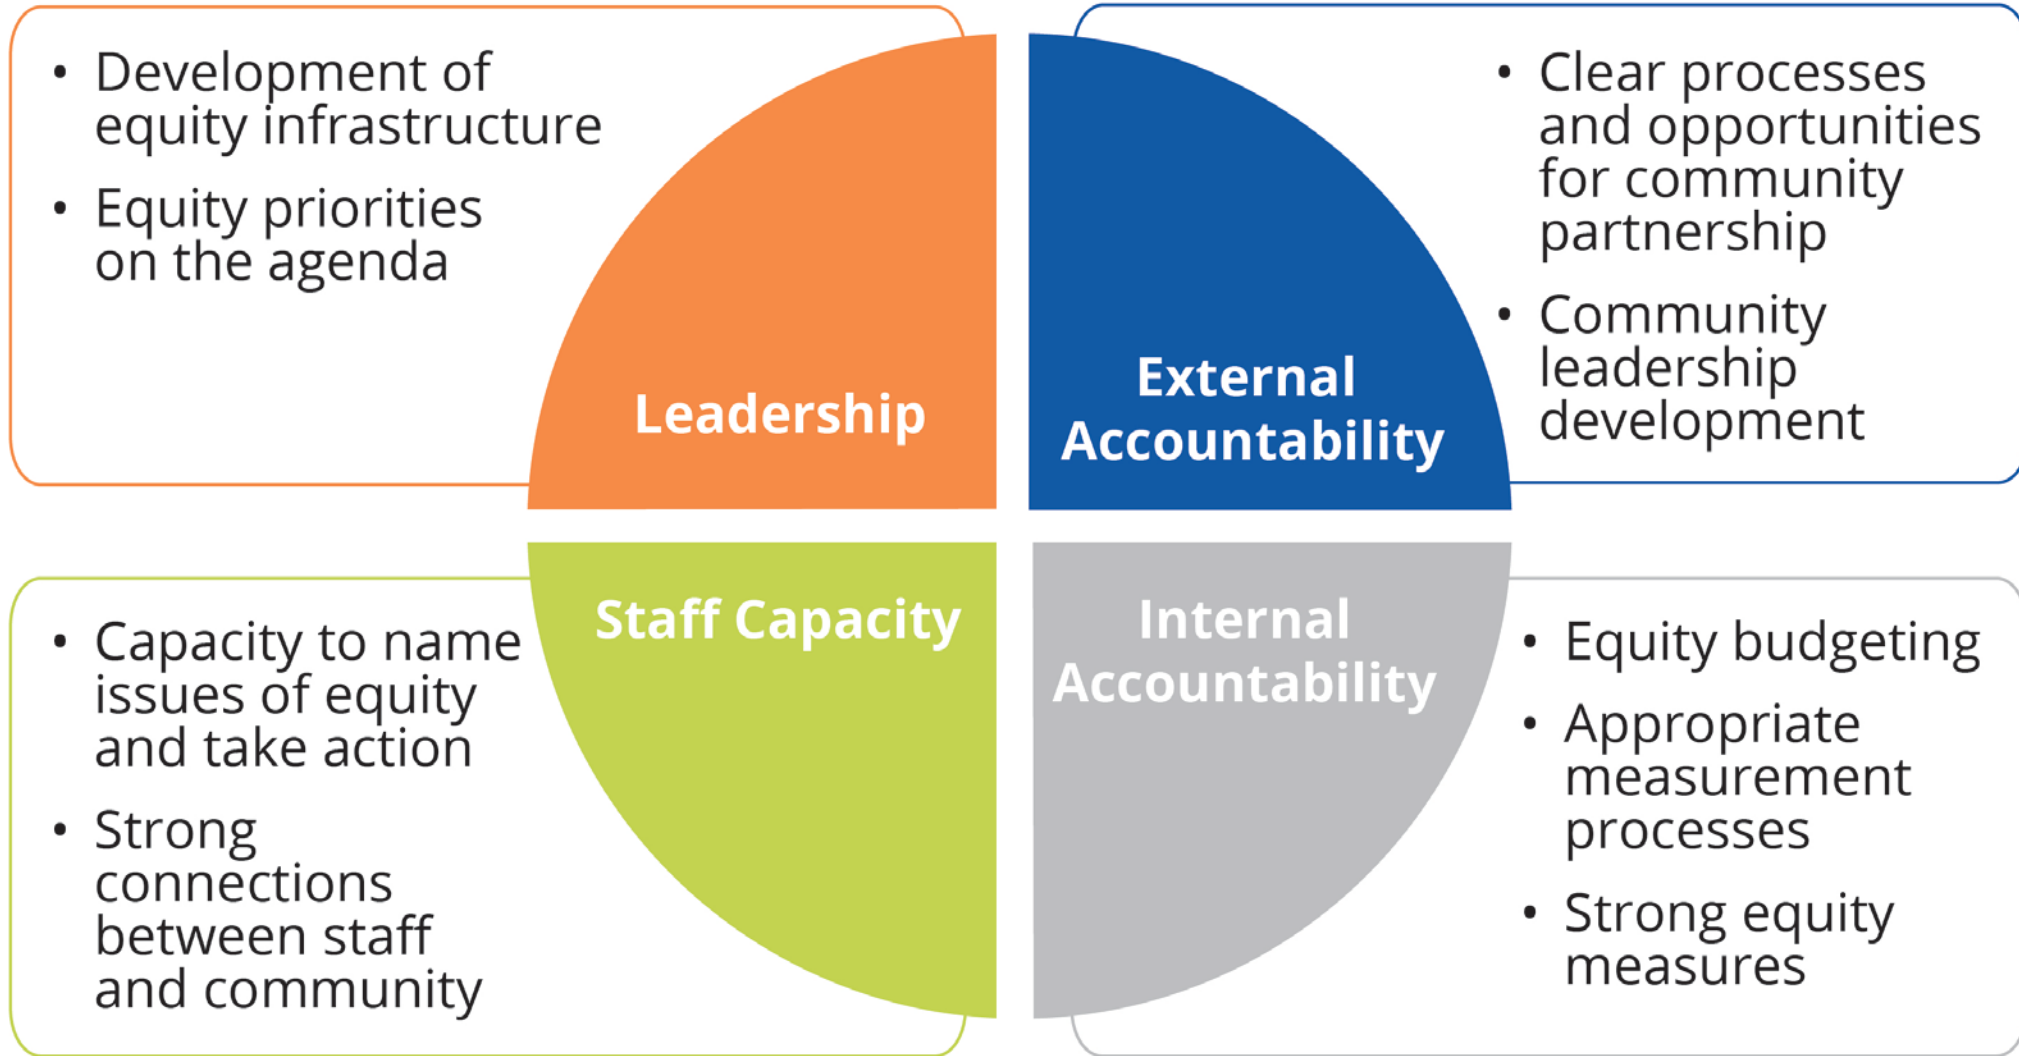 • Development of
equity infrastructure
• Equity priorities
on the agenda
Leadership
External
Accountability
• Clear processes
and opportunities
for community
partnership
• Community
leadership
development
• Capacity to name
issues of equity
and take action
• Strong
connections
between staff
and community
Staff Capacity
Internal
Accountability
• Equity budgeting
• Appropriate
measurement
processes
• Strong equity
measures